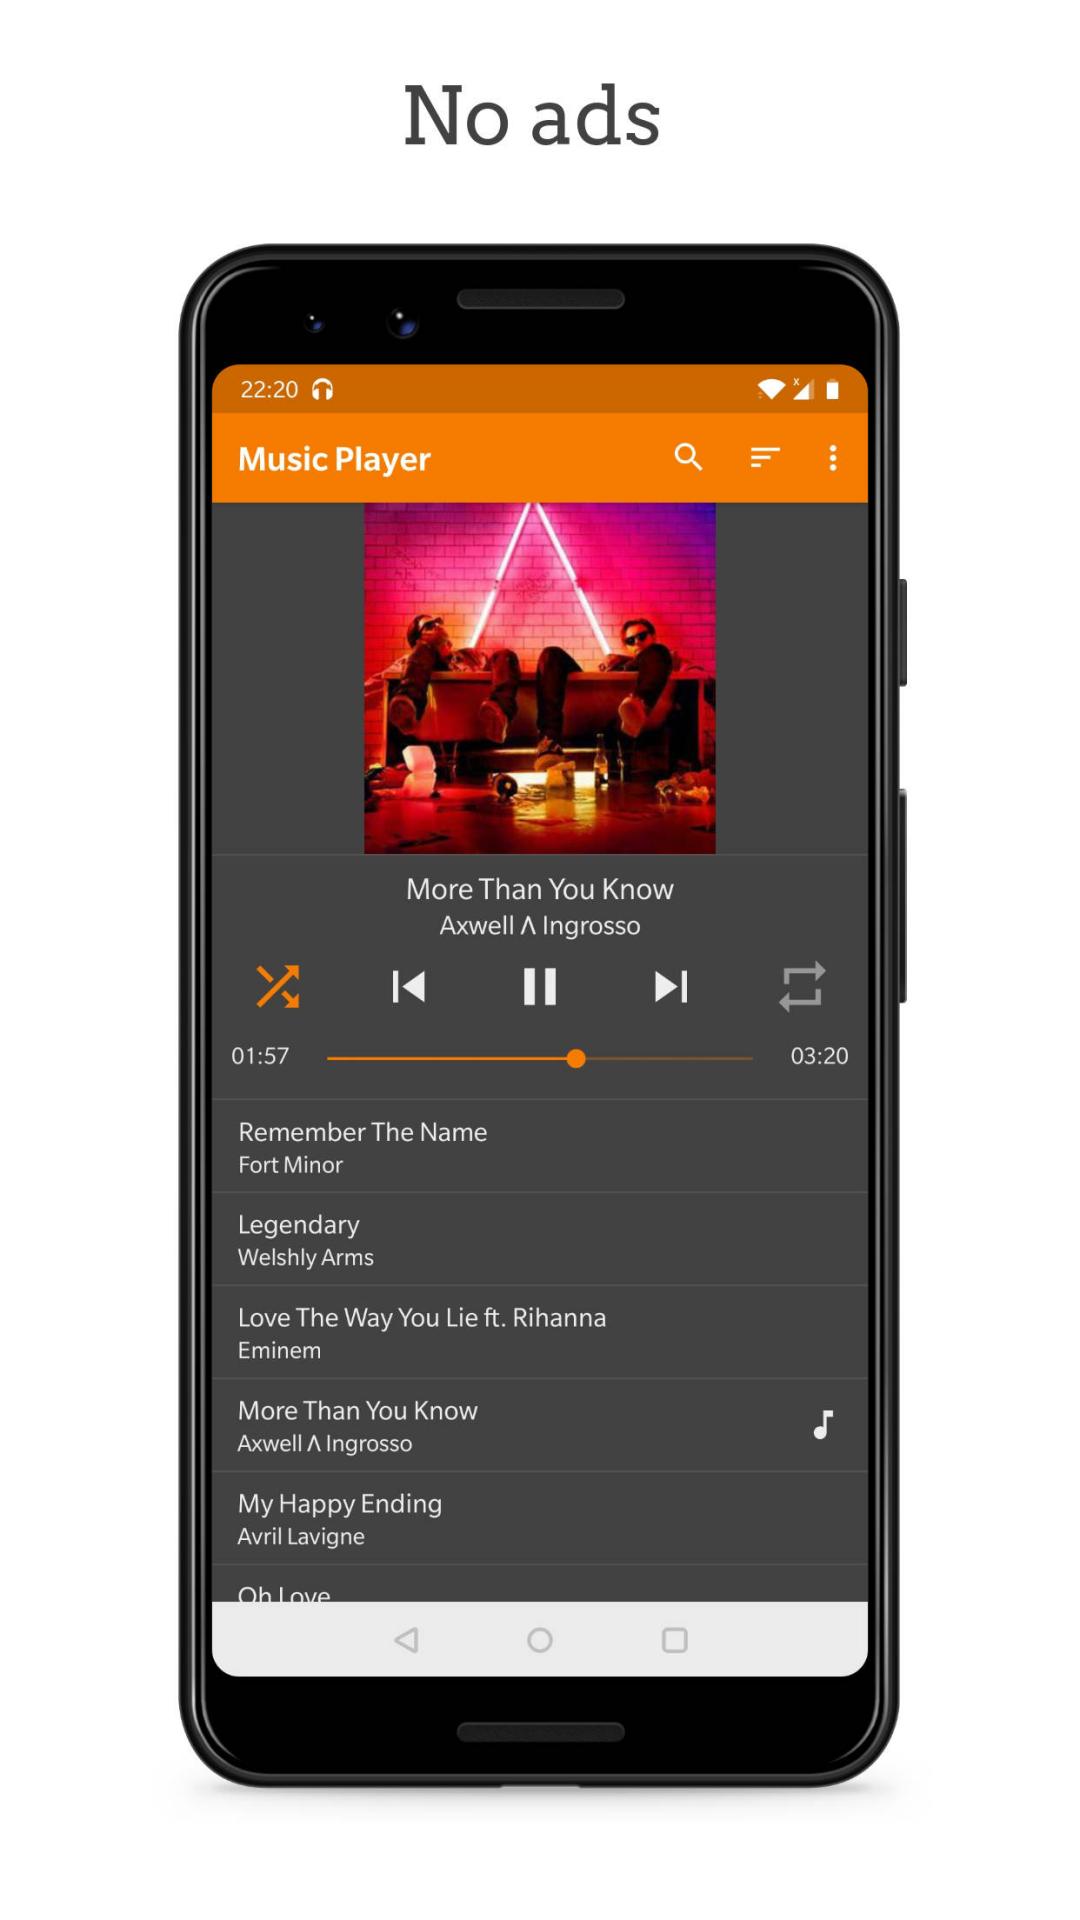 No ads
22:20
Music Player
More Than You Know
Axwell Λ Ingrosso
01:57
03:20
Remember The Name
Fort Minor
Legendary
Welshly Arms
Love The Way You Lie ft. Rihanna
Eminem
More Than You Know
Axwell Λ Ingrosso
My Happy Ending
Avril Lavigne
Oh Love